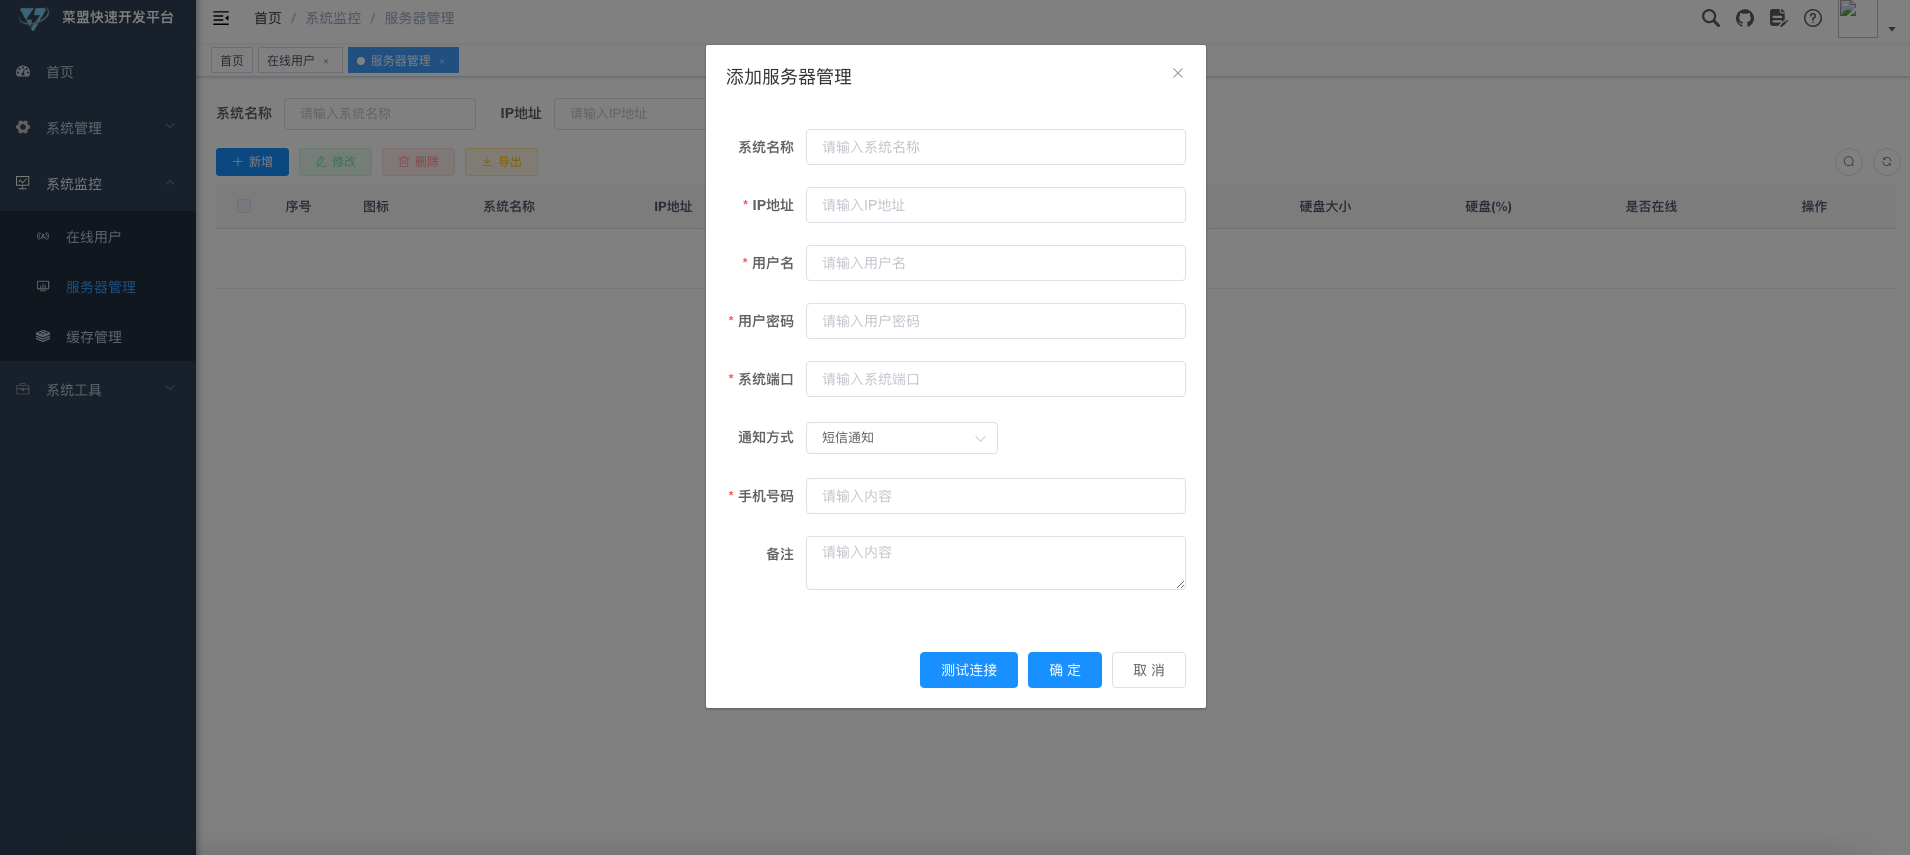 菜盟快速开发平台
首页 / 系统监控 / 服务器管理
首页
在线用户 ×
服务器管理 ×
首页
系统管理
系统监控
在线用户
服务器管理
缓存管理
系统工具
系统名称 请输入系统名称
IP地址 请输入IP地址
新增
修改
删除
导出
序号 图标 系统名称 IP地址 硬盘大小 硬盘(%) 是否在线 操作
添加服务器管理
系统名称 请输入系统名称
* IP地址 请输入IP地址
* 用户名 请输入用户名
* 用户密码 请输入用户密码
* 系统端口 请输入系统端口
通知方式 短信通知
* 手机号码 请输入内容
备注 请输入内容
测试连接 确 定 取 消